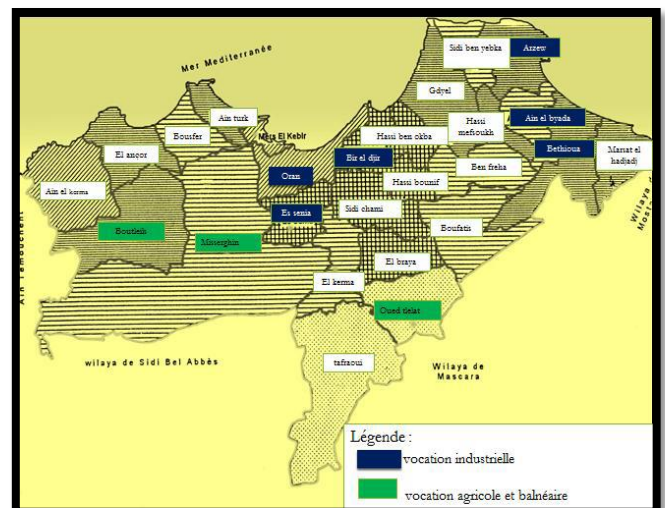 Mer Mediterranée
Sidi ben yebka
Arzew
Gdyel
Ain turk
Mers El Kebir
Bousfer
Hassi ben okba
Hassi
mefsoukh
Ain el byada
El ançor
Bir el djir
Bethioua
Marsat el
hadjadj
Ben freha
Ain el kerma
Oran
Hassi bounif
Es senia
Sidi chami
Boutlelis
Misserghin
Boufatis
El braya
El kerma
Oued tlelat
wilaya de Sidi Bel Abbès
tafraoui
Wilaya de
Mascara
Légende :
vocation industrielle
vocation agricole et balnéaire